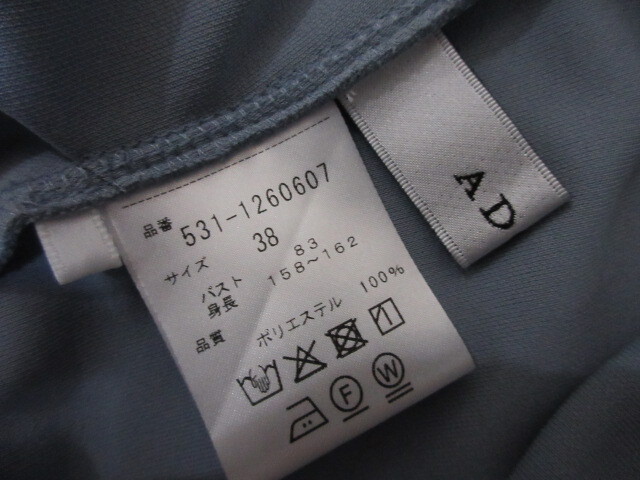 品番 531-1260607
サイズ 38
バスト 83
身長 158～162
品質 ポリエステル 100%
F W
AD